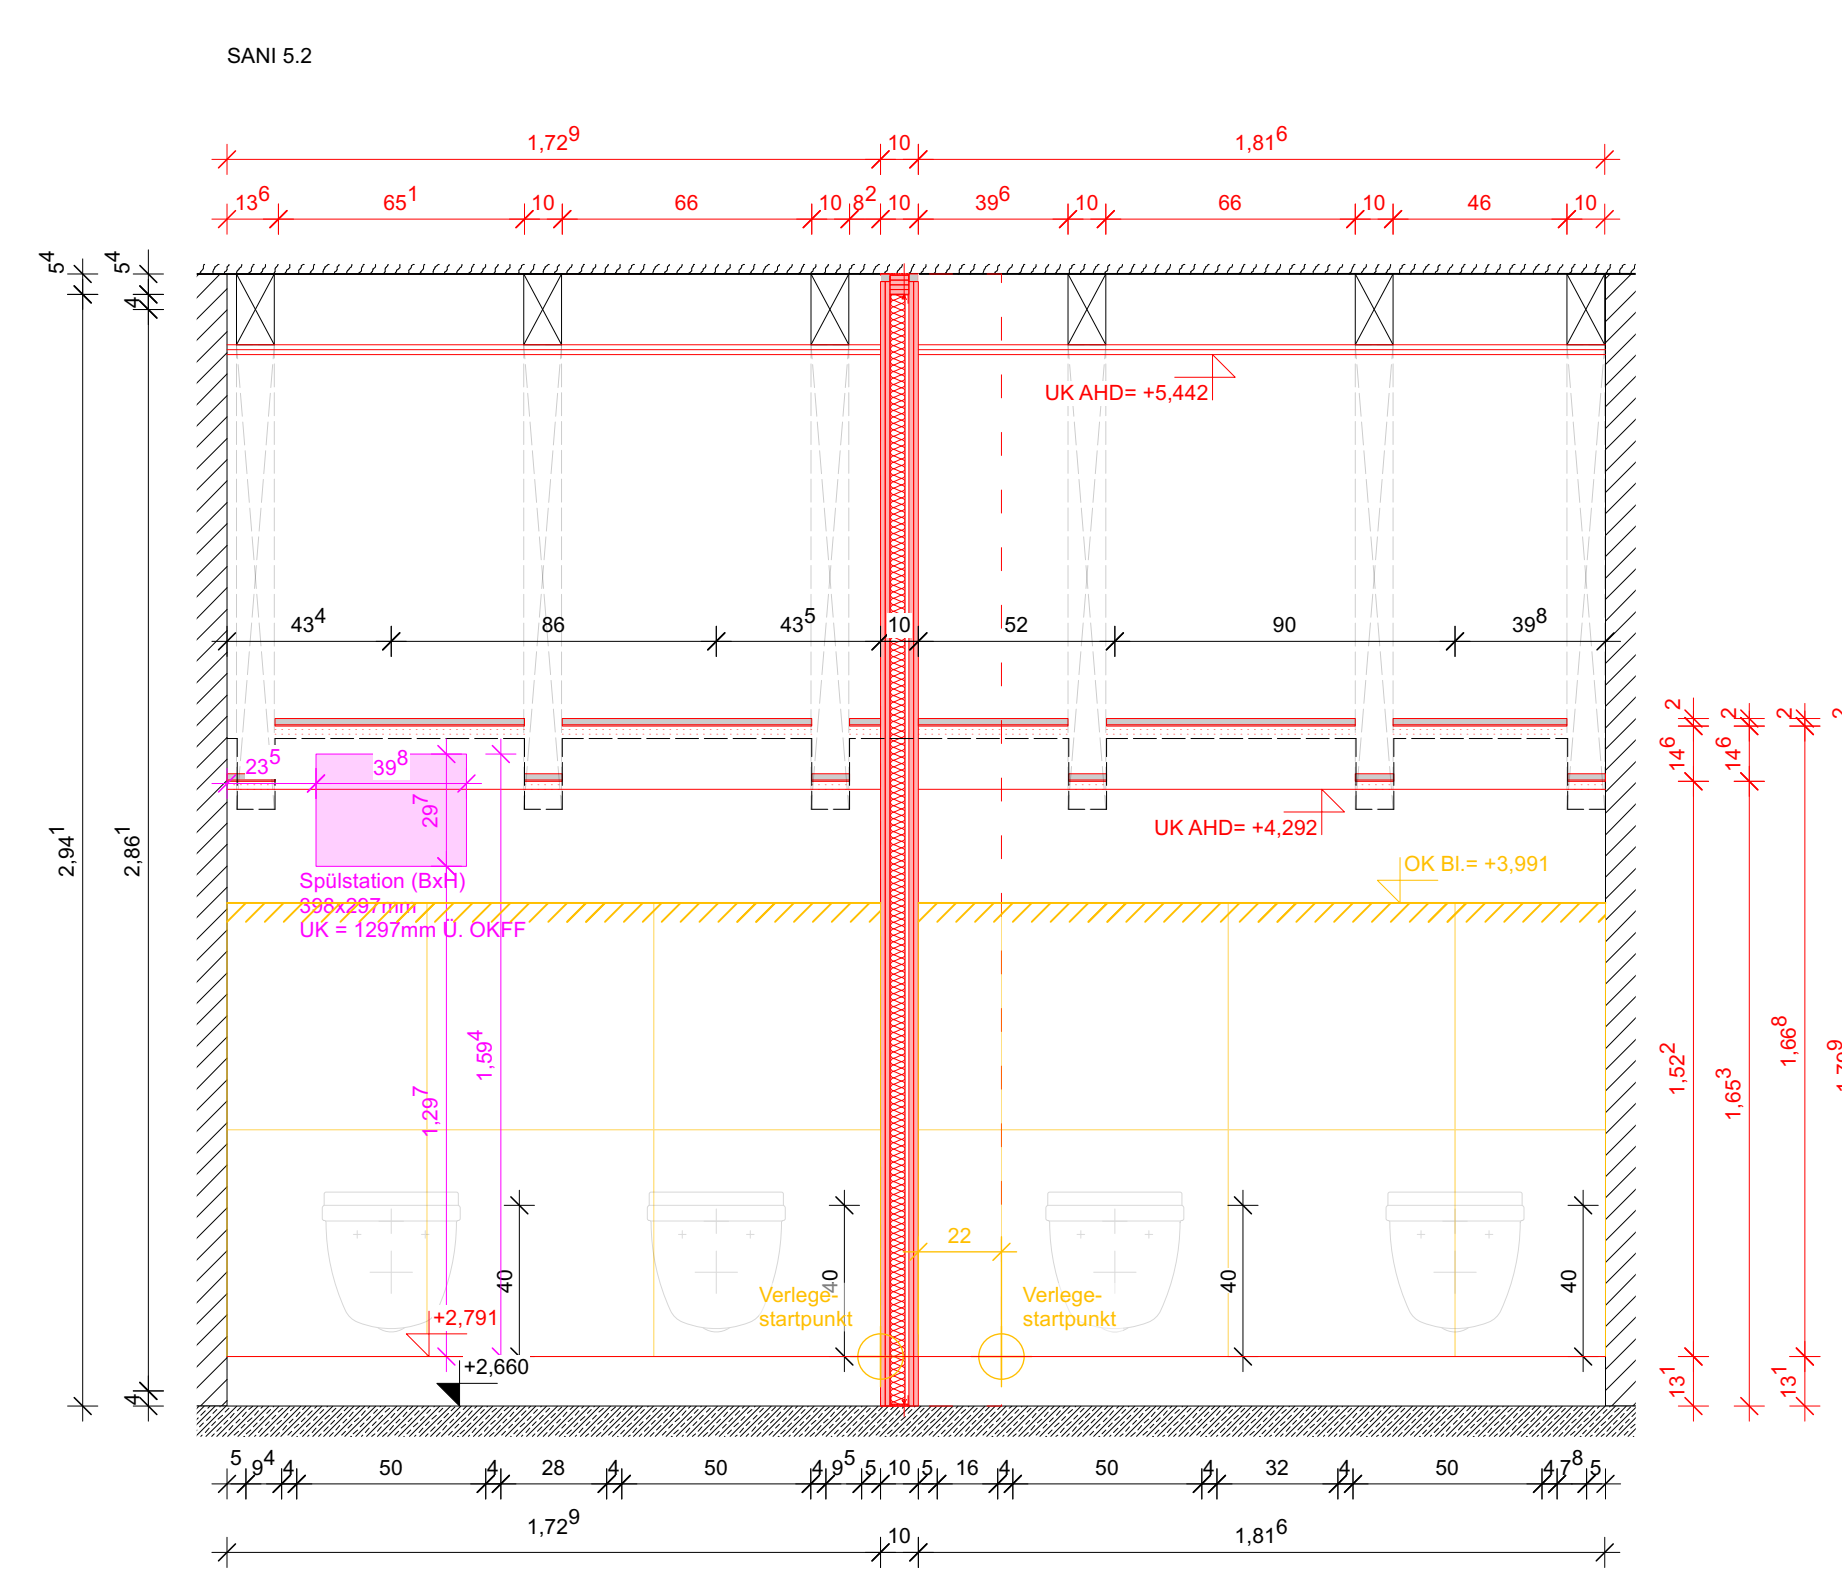 SANI 5.2
1,72⁹ 10 1,81⁶
13⁶ 65¹ 10 66 10 8² 10 39⁶ 10 66 10 46 10
5⁴ 5⁴
4
UK AHD= +5,442
43⁴ 86 43⁵ 10 52 90 39⁸
2 2 2
14⁶ 14⁶
23⁵ 39⁸
29⁷
UK AHD= +4,292
2,94¹ 2,86¹
OK Bl.= +3,991
Spülstation (BxH)
398x297mm
UK = 1297mm Ü. OKFF
1,59⁴
1,29⁷
1,52² 1,65³ 1,66⁸
22
40 40 40 40
Verlege-
startpunkt
Verlege-
startpunkt
+2,791
+2,660
4
13¹ 13¹
5 9⁴ 4 50 4 28 4 50 4 9⁵ 5 10 5 16 4 50 4 32 4 50 4 7⁸ 5
1,72⁹ 10 1,81⁶